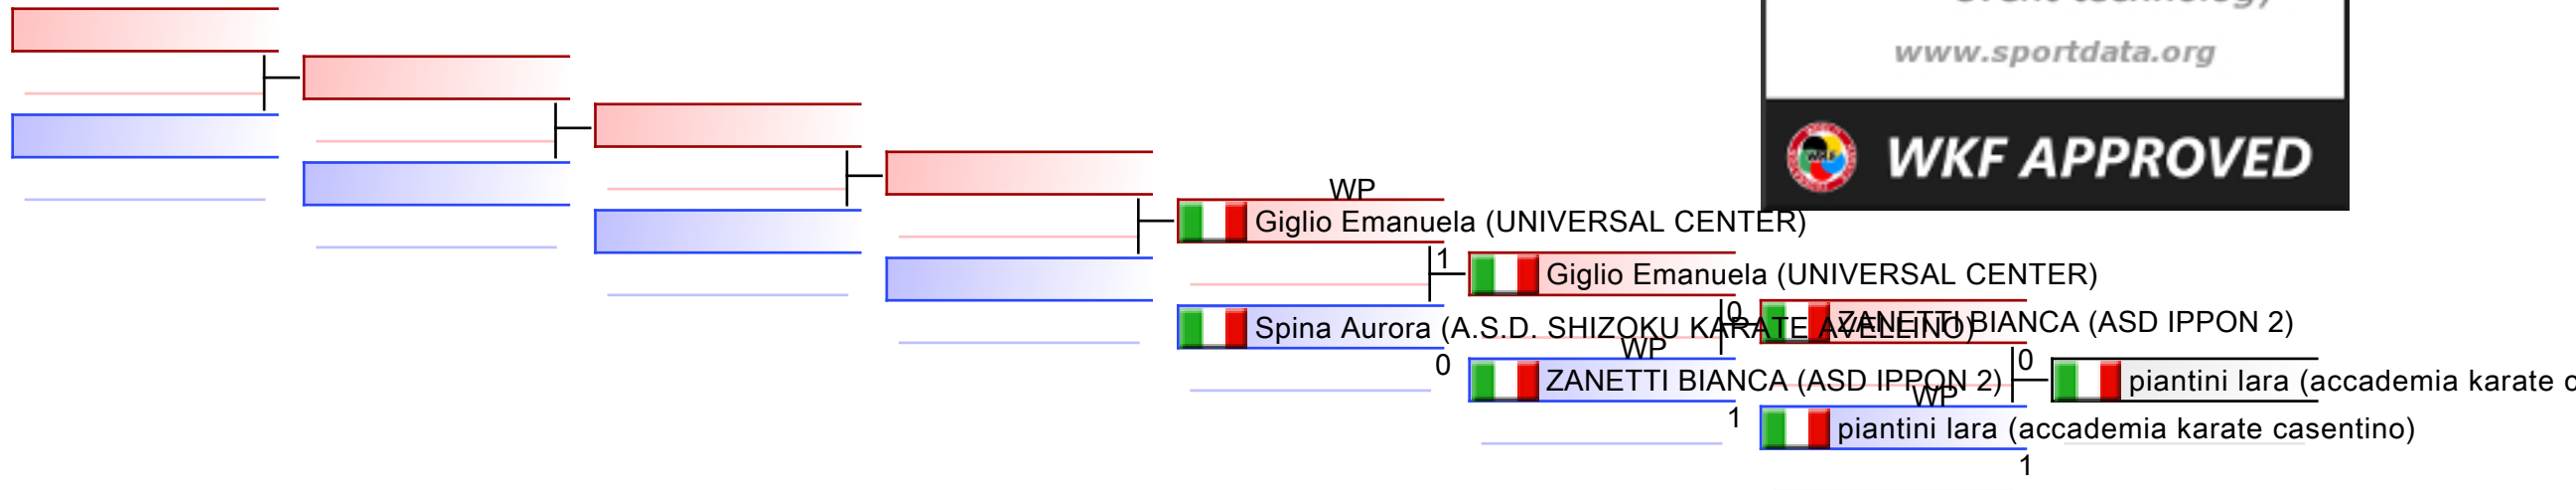 event technology
www.sportdata.org
WKF APPROVED
WP
Giglio Emanuela (UNIVERSAL CENTER)
1
Giglio Emanuela (UNIVERSAL CENTER)
0
Spina Aurora (A.S.D. SHIZOKU KARATE AVELLINO)
0
ZANETTI BIANCA (ASD IPPON 2)
WP
ZANETTI BIANCA (ASD IPPON 2)
1
0
piantini lara (accademia karate c
WP
piantini lara (accademia karate casentino)
1